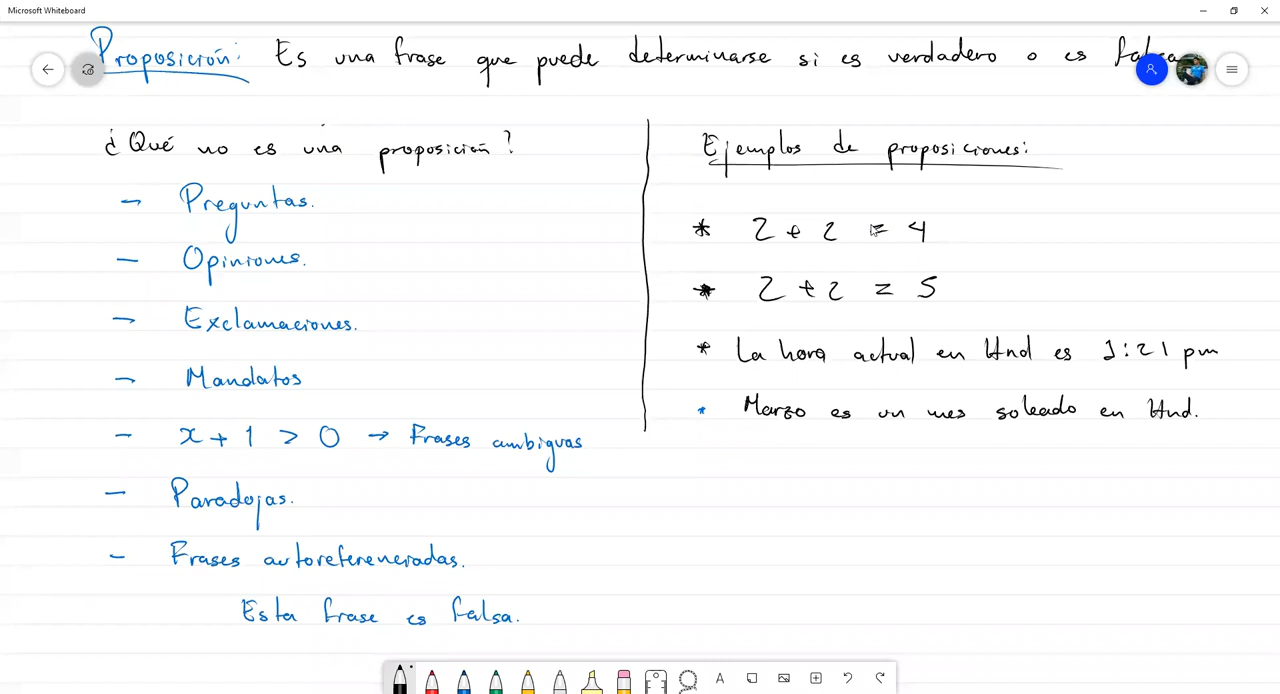 Microsoft Whiteboard
Proposición: Es una frase que puede determinarse si es verdadero o es falsa
¿Qué no es una proposición?
- Preguntas.
- Opiniones.
- Exclamaciones.
- Mandatos
- x + 1 > 0 → Frases ambiguas
- Paradojas.
- Frases autoreferenciadas.
Esta frase es falsa.
Ejemplos de proposiciones:
* 2 + 2 = 4
* 2 + 2 = 5
* La hora actual en Hnd es 1:21 pm
* Marzo es un mes soleado en Hnd.
A